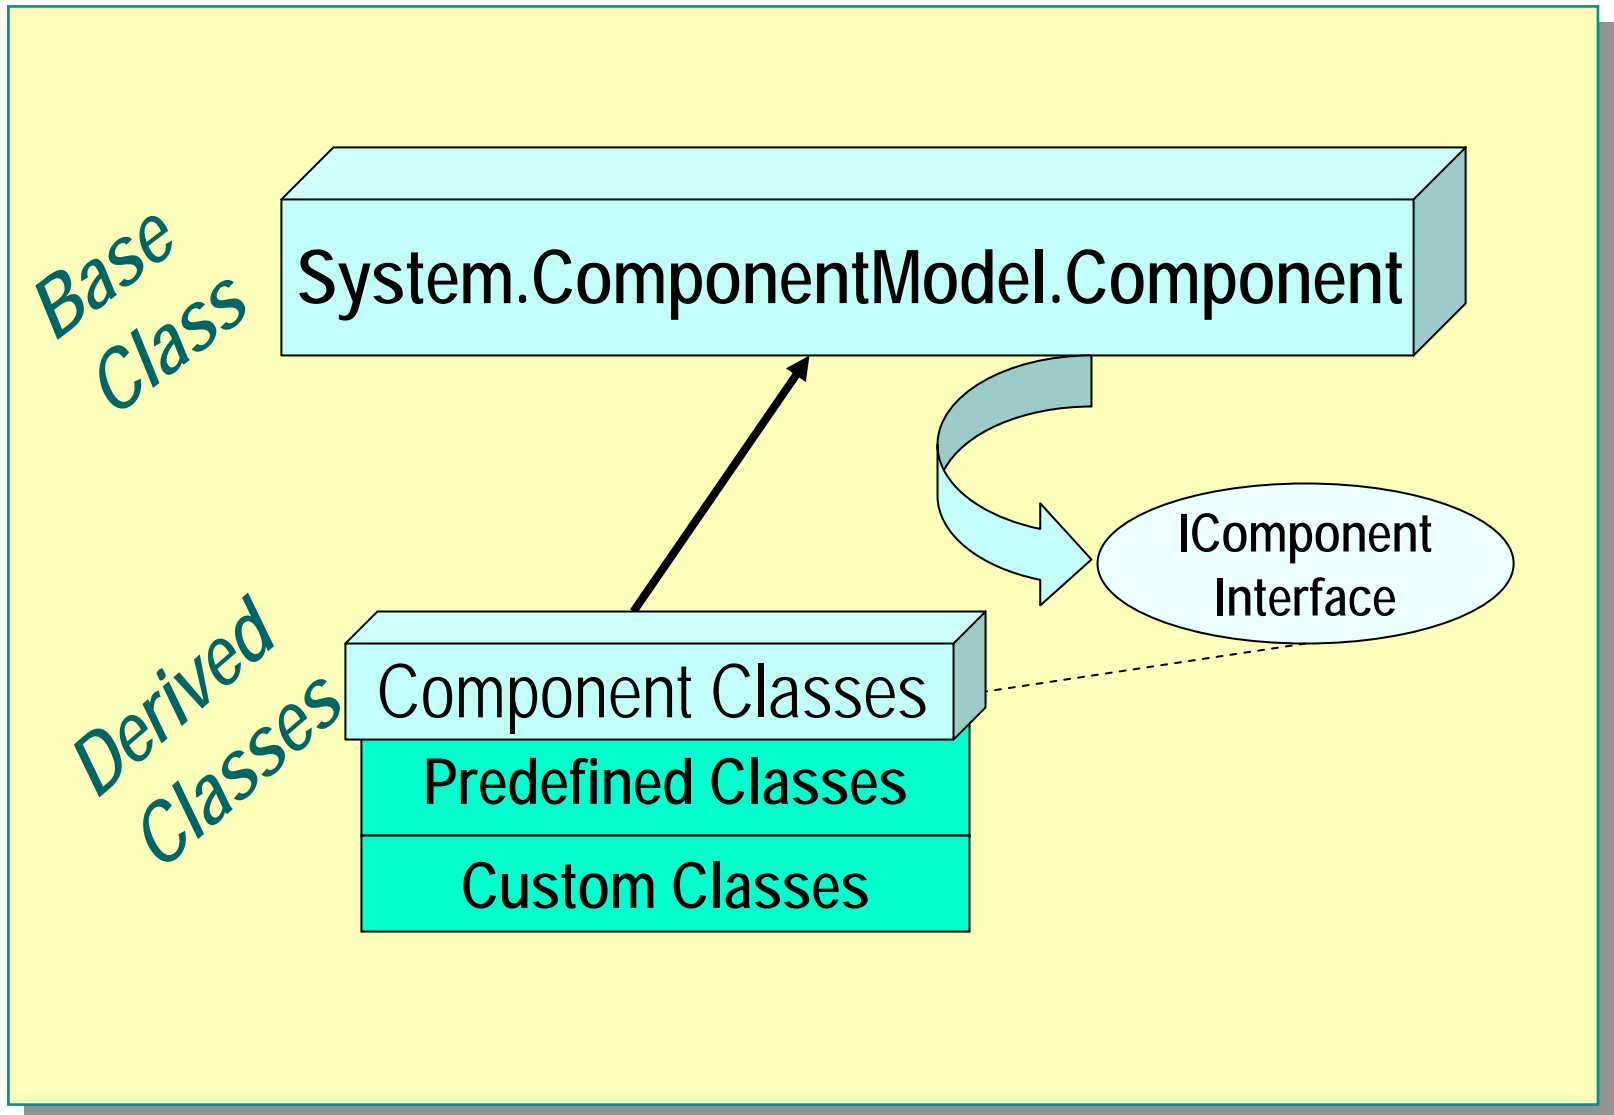 Base
Class
System.ComponentModel.Component
IComponent
Interface
Derived
Classes
Component Classes
Predefined Classes
Custom Classes